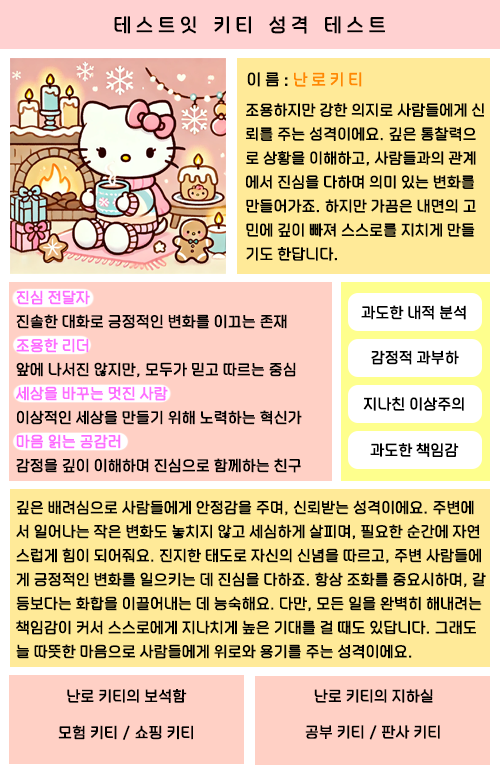 테스트잇 키티 성격 테스트
이름 : 난로키티
조용하지만 강한 의지로 사람들에게 신
뢰를 주는 성격이에요. 깊은 통찰력으
로 상황을 이해하고, 사람들과의 관계
에서 진심을 다하며 의미 있는 변화를
만들어가죠. 하지만 가끔은 내면의 고
민에 깊이 빠져 스스로를 지치게 만들
기도 한답니다.
진심 전달자
진솔한 대화로 긍정적인 변화를 이끄는 존재
조용한 리더
앞에 나서진 않지만, 모두가 믿고 따르는 중심
세상을 바꾸는 멋진 사람
이상적인 세상을 만들기 위해 노력하는 혁신가
마음 읽는 공감러
감정을 깊이 이해하며 진심으로 함께하는 친구
과도한 내적 분석
감정적 과부하
지나친 이상주의
과도한 책임감
깊은 배려심으로 사람들에게 안정감을 주며, 신뢰받는 성격이에요. 주변에
서 일어나는 작은 변화도 놓치지 않고 세심하게 살피며, 필요한 순간에 자연
스럽게 힘이 되어줘요. 진지한 태도로 자신의 신념을 따르고, 주변 사람들에
게 긍정적인 변화를 일으키는 데 진심을 다하죠. 항상 조화를 중요시하며, 갈
등보다는 화합을 이끌어내는 데 능숙해요. 다만, 모든 일을 완벽히 해내려는
책임감이 커서 스스로에게 지나치게 높은 기대를 걸 때도 있답니다. 그래도
늘 따뜻한 마음으로 사람들에게 위로와 용기를 주는 성격이에요.
난로 키티의 보석함
모험 키티 / 쇼핑 키티
난로 키티의 지하실
공부 키티 / 판사 키티